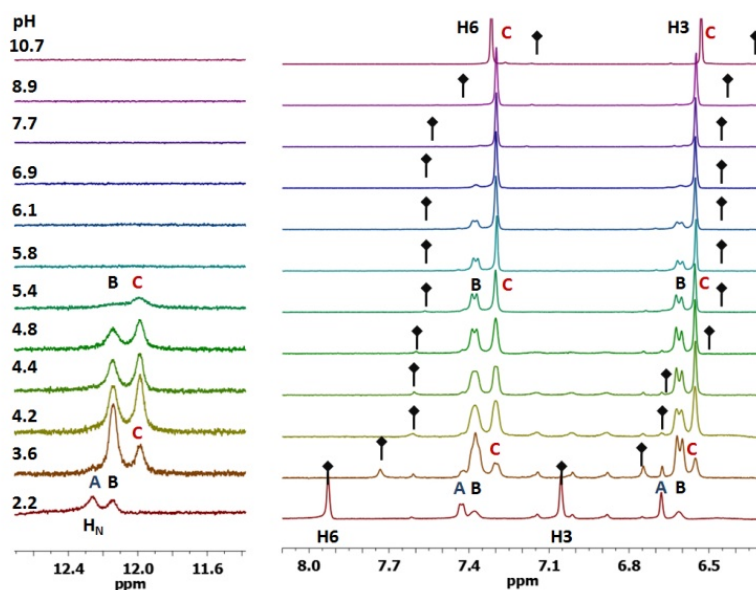 pH
H6 C H3 C
10.7
8.9
7.7
6.9
6.1
5.8
B C B C B C
5.4
4.8
4.4
4.2
C C C
3.6
A B A B A B
2.2
H_N
12.4 12.0 11.6
ppm
H6 H3
8.0 7.7 7.4 7.1 6.8 6.5
ppm